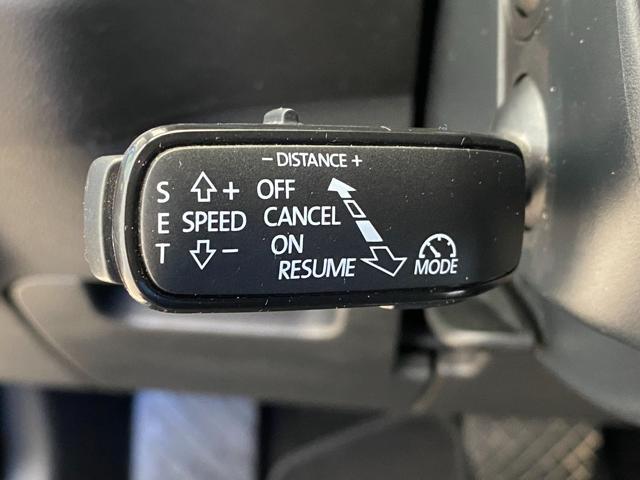 - DISTANCE +
S + OFF
E SPEED CANCEL
T - ON
RESUME MODE